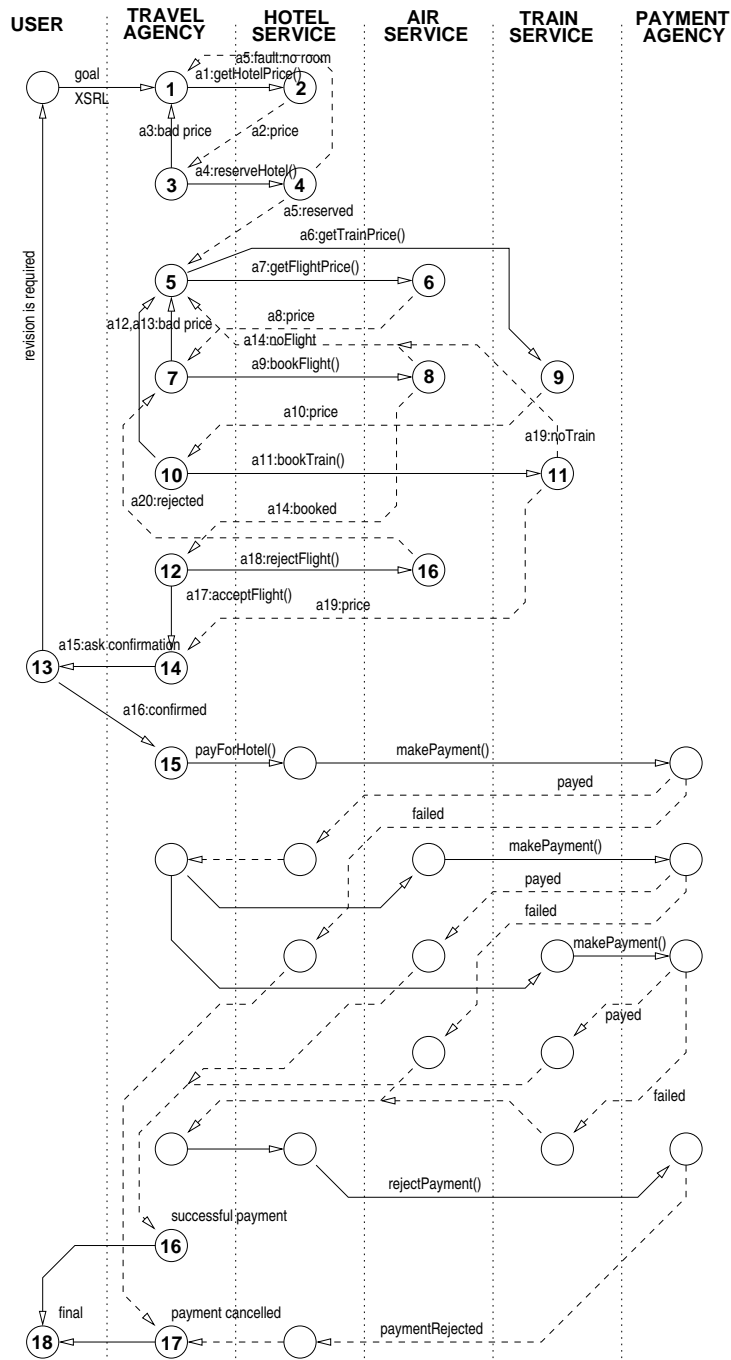 USER TRAVEL AGENCY HOTEL SERVICE AIR SERVICE TRAIN SERVICE PAYMENT AGENCY
a5:fault:no room
goal
a1:getHotelPrice()
1
2
XSRL
a3:bad price
a2:price
a4:reserveHotel()
3
4
a5:reserved
a6:getTrainPrice()
a7:getFlightPrice()
5
6
revision is required
a8:price
a12,a13:bad price
a14:noFlight
a9:bookFlight()
7
8
9
a10:price
a19:noTrain
a11:bookTrain()
10
11
a20:rejected
a14:booked
a18:rejectFlight()
12
16
a17:acceptFlight()
a19:price
a15:ask confirmation
13
14
a16:confirmed
payForHotel()
makePayment()
15
payed
failed
makePayment()
payed
failed
makePayment()
payed
failed
rejectPayment()
successful payment
16
final
payment cancelled
paymentRejected
18
17